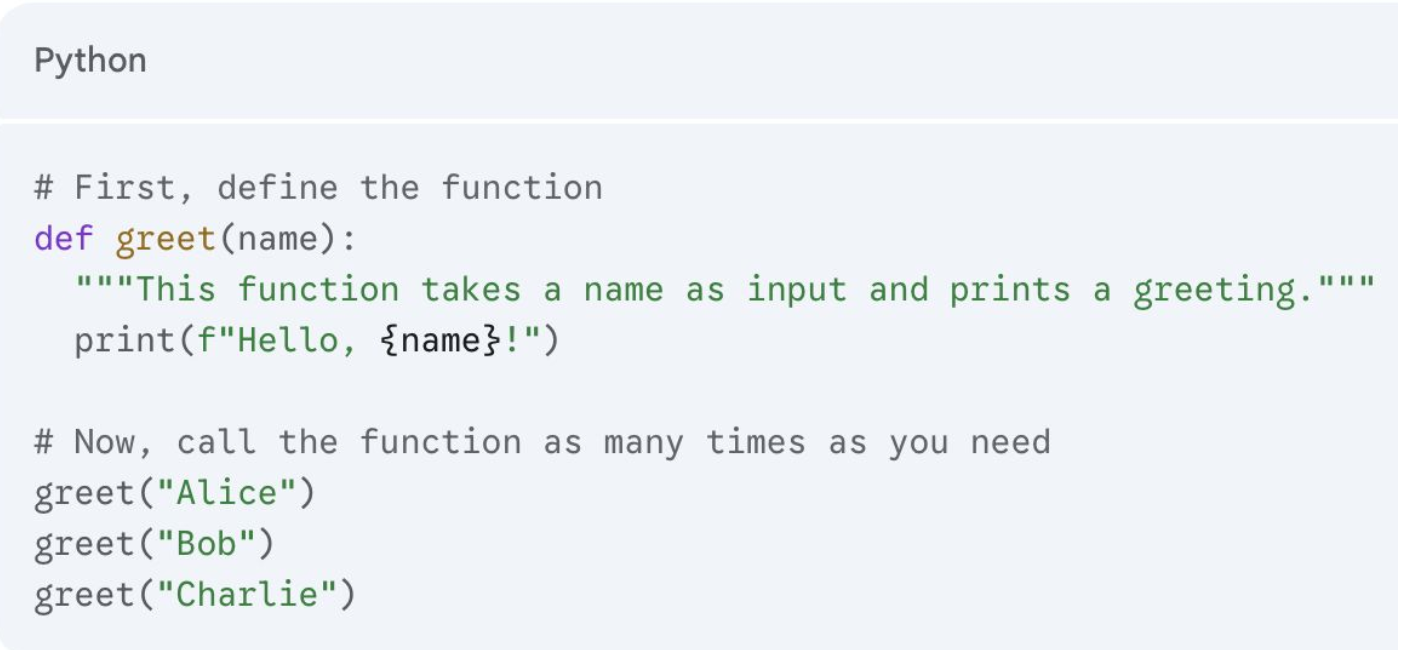 Python
# First, define the function
def greet(name):
  """This function takes a name as input and prints a greeting."""
  print(f"Hello, {name}!")
# Now, call the function as many times as you need
greet("Alice")
greet("Bob")
greet("Charlie")